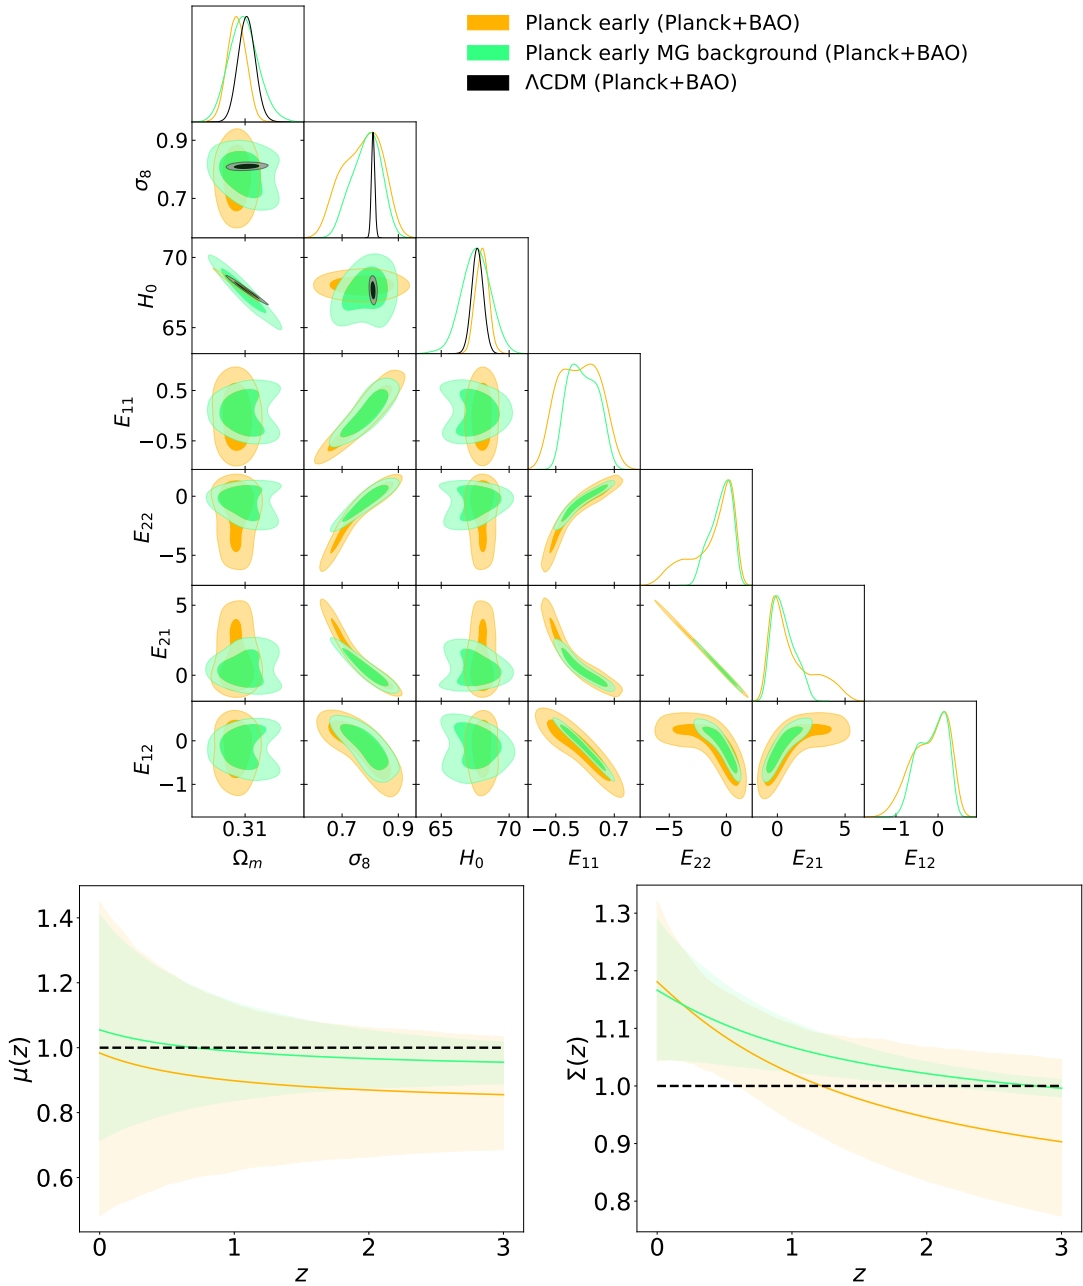 Planck early (Planck+BAO)
Planck early MG background (Planck+BAO)
ΛCDM (Planck+BAO)
0.9
0.7
σ₈
70
65
H₀
0.5
−0.5
E₁₁
0
−5
E₂₂
5
0
E₂₁
0
−1
E₁₂
0.31 0.7 0.9 65 70 −0.5 0.7 −5 0 0 5 −1 0
Ωₘ σ₈ H₀ E₁₁ E₂₂ E₂₁ E₁₂
1.4
1.2
1.0
0.8
0.6
μ(z)
0 1 2 3
z
1.3
1.2
1.1
1.0
0.9
0.8
Σ(z)
0 1 2 3
z